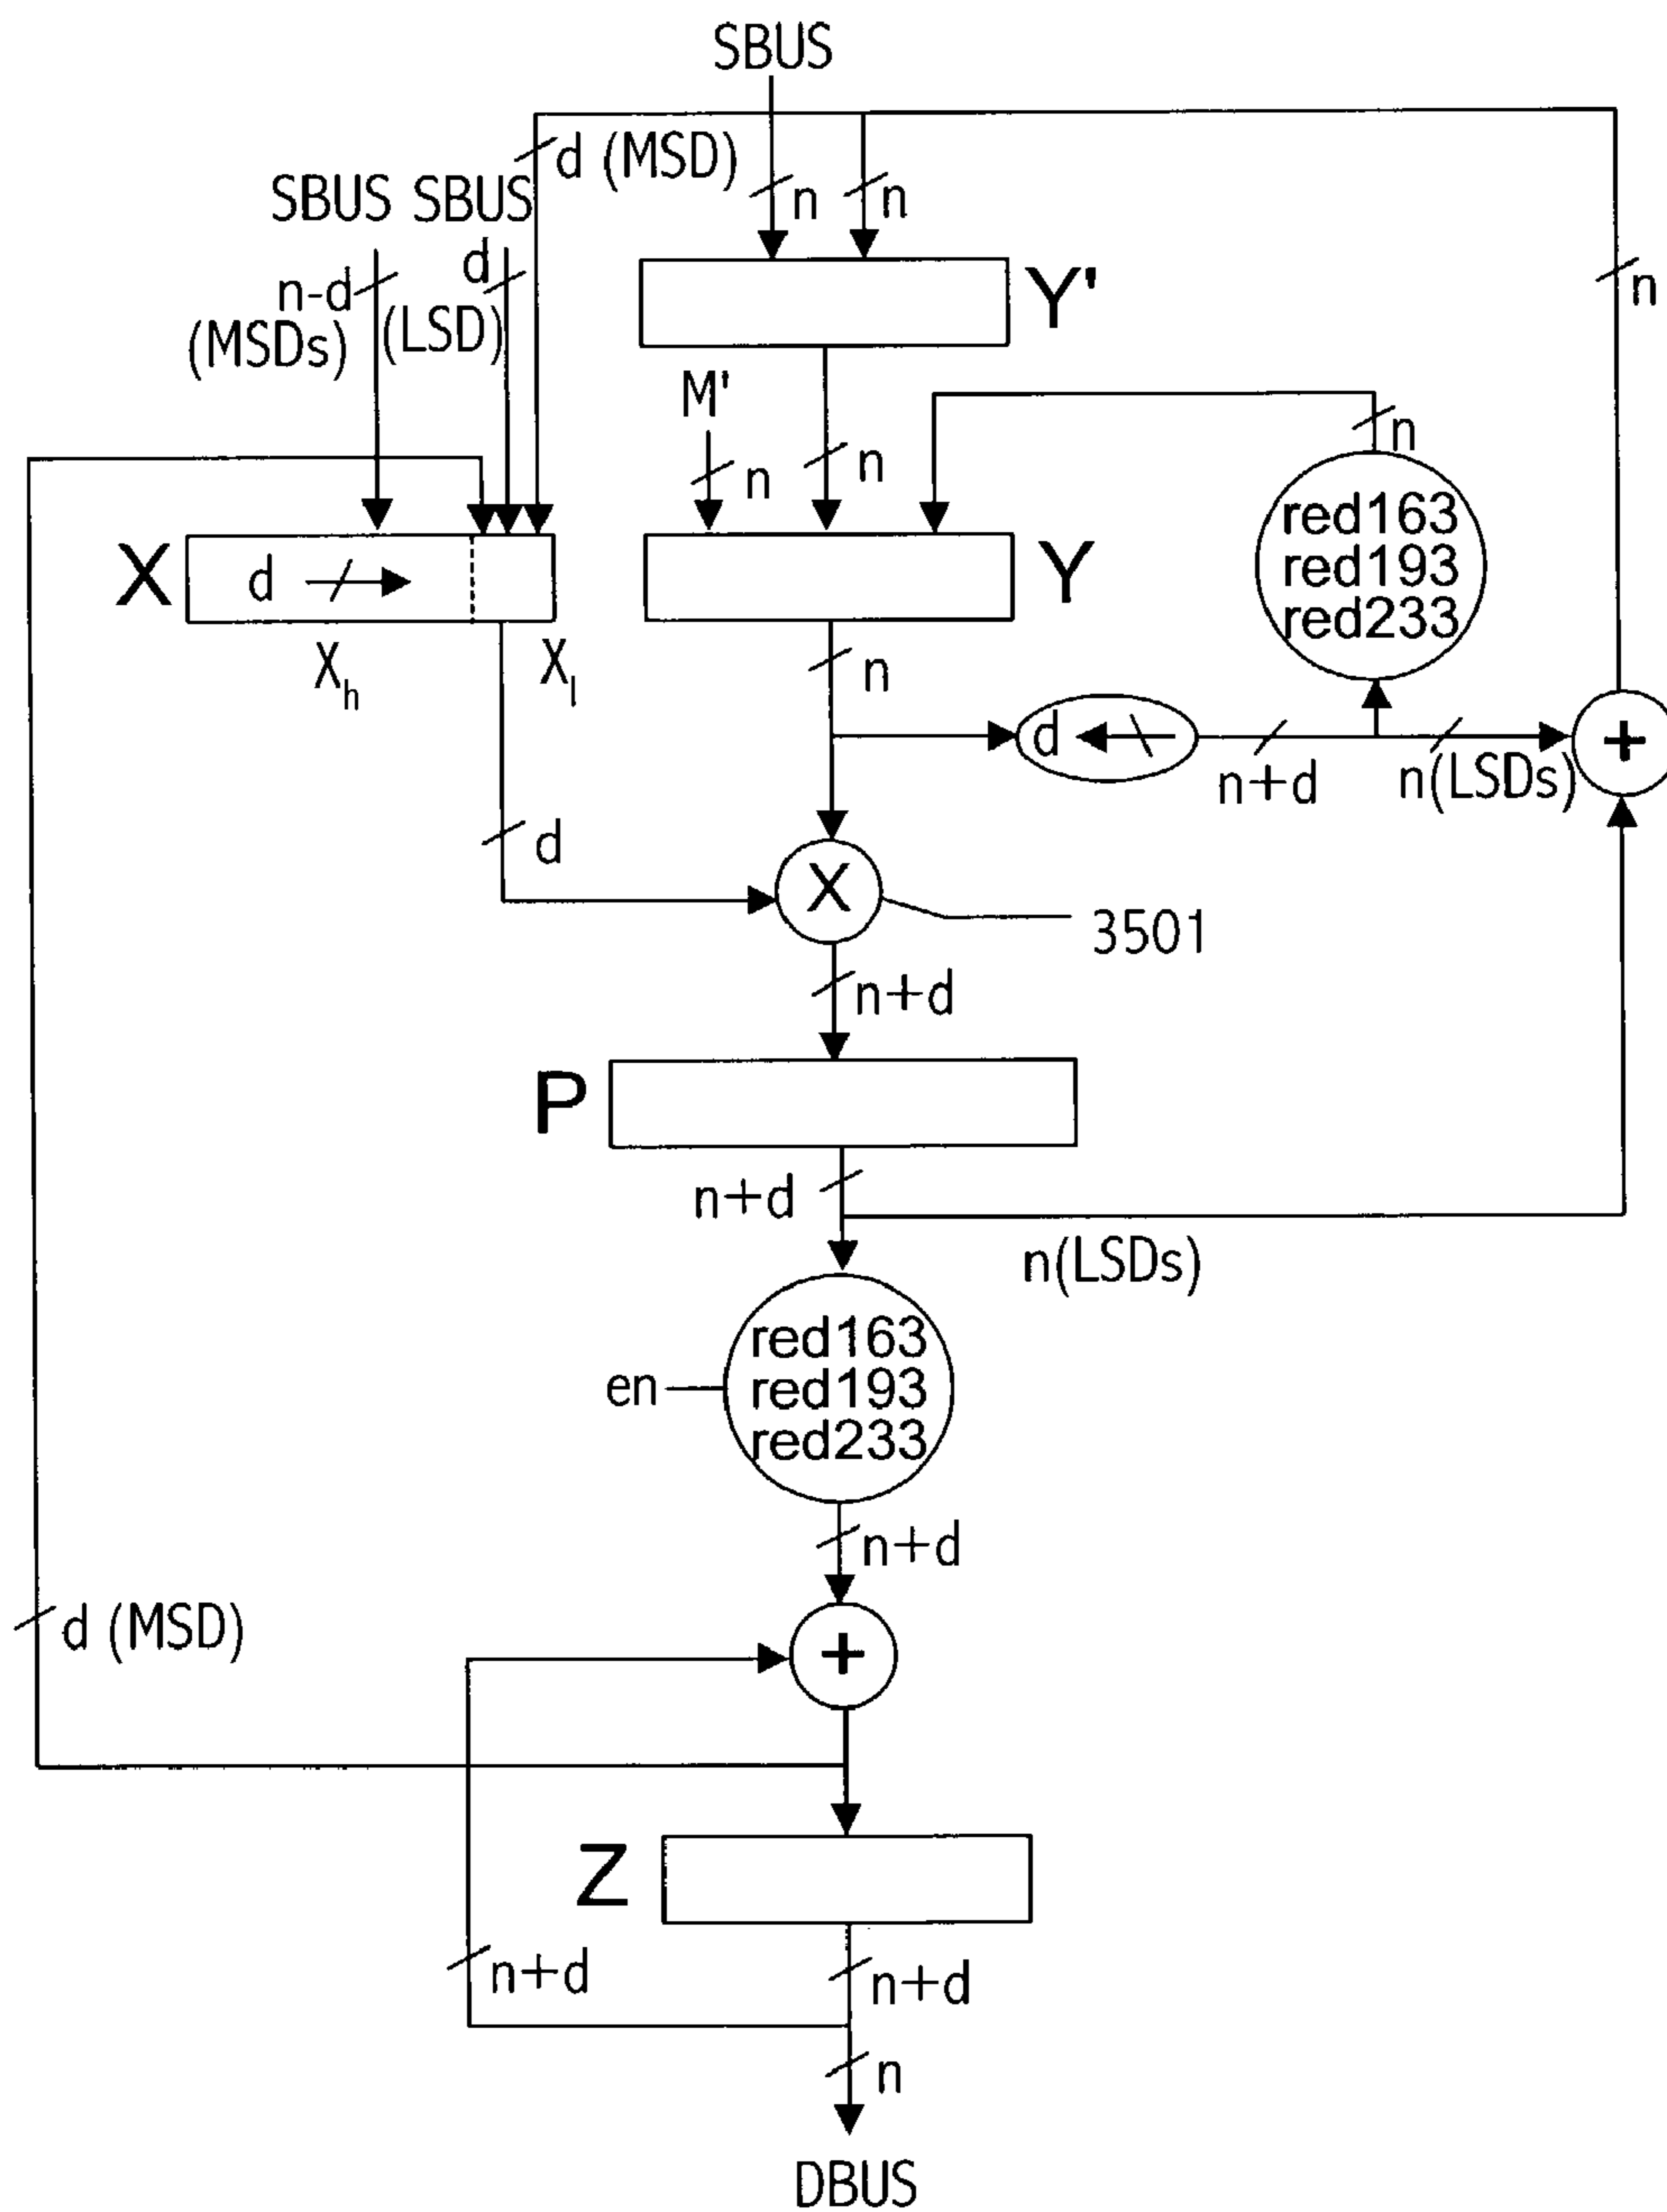 SBUS
d (MSD)
SBUS SBUS
n n
d
n-d
(LSD)
(MSDs)
Y'
n
M'
n
n
n
red163
red193
red233
X
d
Y
X_h
X_l
n
d
n+d
n(LSDs)
+
d
X
3501
n+d
P
n+d
n(LSDs)
red163
en
red193
red233
n+d
d (MSD)
+
Z
n+d
n+d
n
DBUS